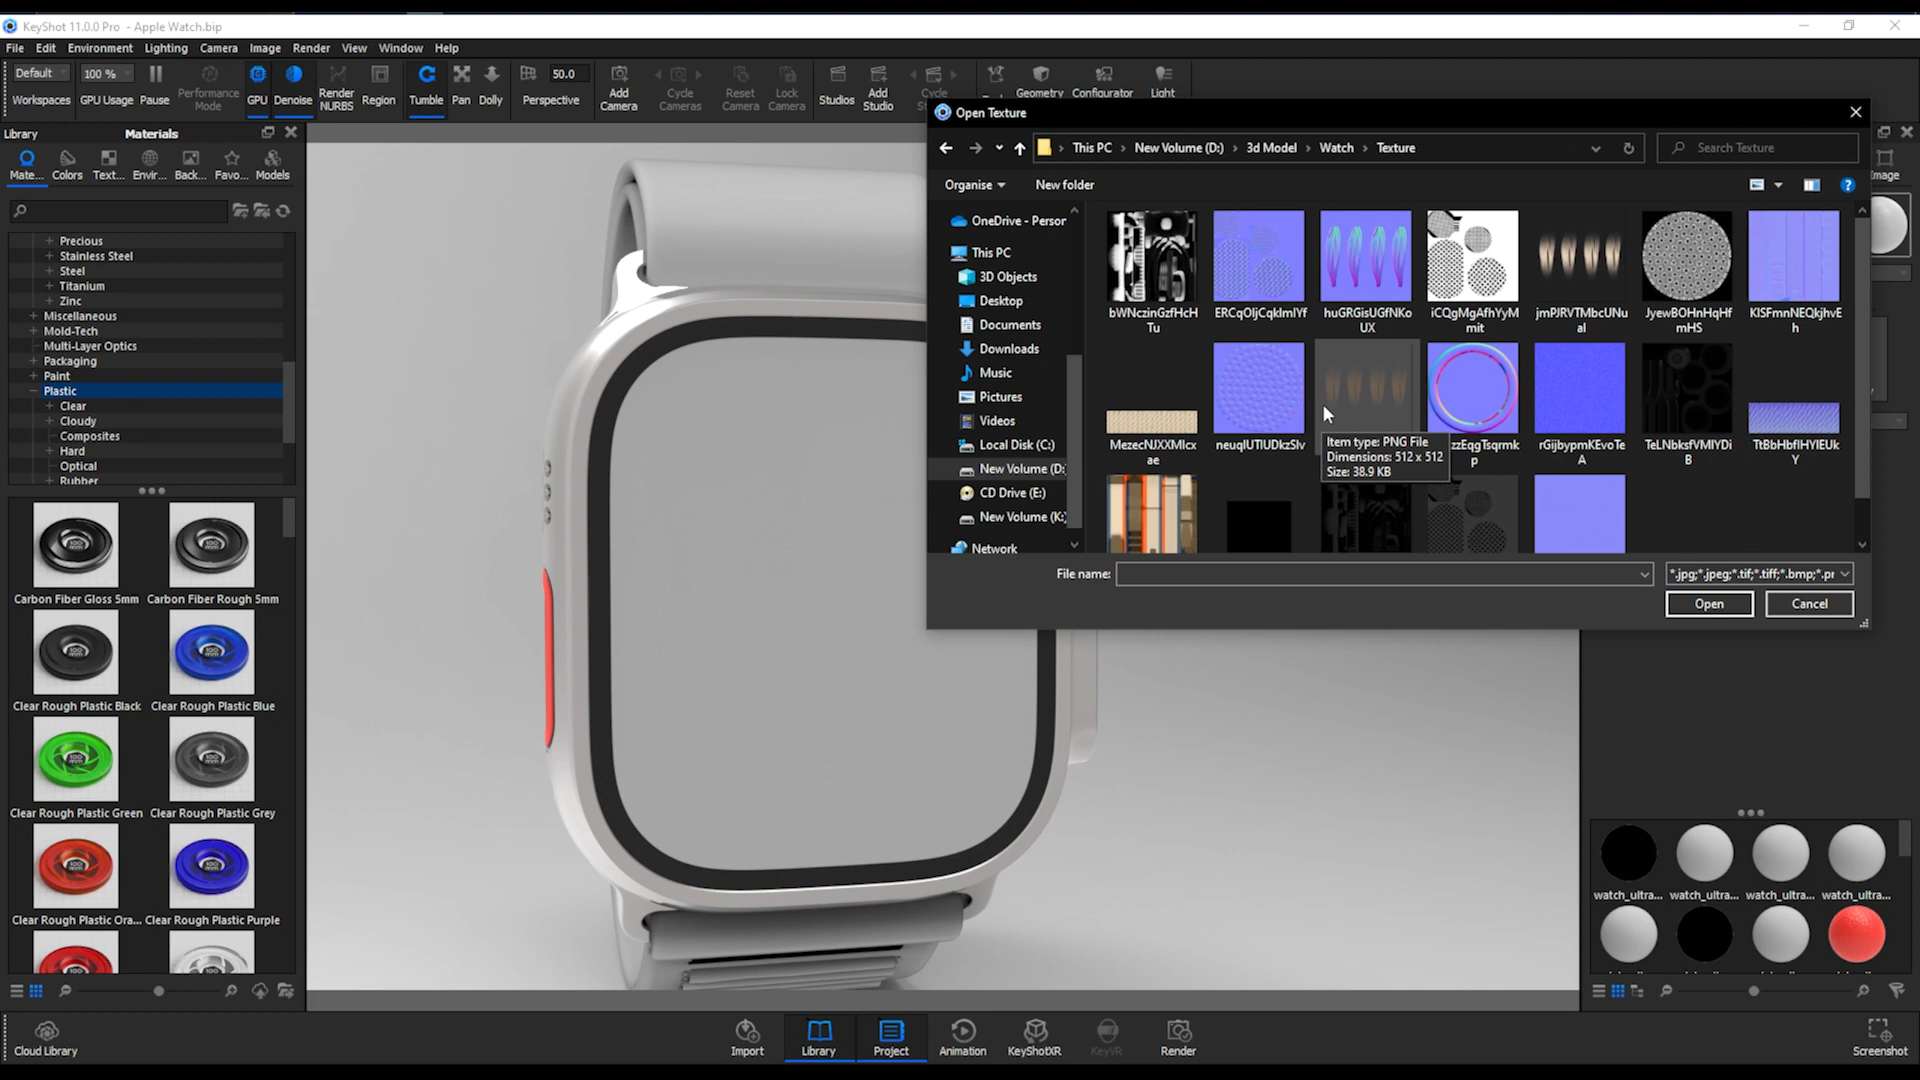 KeyShot 11.0.0 Pro - Apple Watch.bip
File Edit Environment Lighting Camera Image Render View Window Help
Default 100 % 50.0
Workspaces GPU Usage Pause Performance Mode GPU Denoise Render NURBS Region Tumble Pan Dolly Perspective Add Camera Cycle Cameras Reset Camera Lock Camera Studios Add Studio Cycle Geometry Configurator Light
Library Materials
Mate... Colors Text... Envir... Back... Favo... Models
Precious
Stainless Steel
Steel
Titanium
Zinc
Miscellaneous
Mold-Tech
Multi-Layer Optics
Packaging
Paint
Plastic
Clear
Cloudy
Composites
Hard
Optical
Rubber
Carbon Fiber Gloss 5mm Carbon Fiber Rough 5mm
Clear Rough Plastic Black Clear Rough Plastic Blue
Clear Rough Plastic Green Clear Rough Plastic Grey
Clear Rough Plastic Ora... Clear Rough Plastic Purple
Open Texture
This PC > New Volume (D:) > 3d Model > Watch > Texture
Search Texture
Organise New folder
Image
OneDrive - Person
This PC
3D Objects
Desktop
Documents
Downloads
Music
Pictures
Videos
Local Disk (C:)
New Volume (D:)
CD Drive (E:)
New Volume (K:)
Network
bWNczinGzfHcH
Tu
huGRGisUGfNKo
UX
iCQgMgAfhYyM
mit
jmPJRVTMbcUNu
al
JyewBOHnHqHf
mHS
MezecNJXXMlcx
ae
zzEqgTsqrmk
p
rGijbypmKEvoTe
A
Item type: PNG File
Dimensions: 512 x 512
Size: 38.9 KB
File name: *.jpg;*.jpeg;*.tif;*.tiff;*.bmp;*.pr
Open Cancel
watch_ultra... watch_ultra... watch_ultra... watch_ultra...
Cloud Library Import Library Project Animation KeyShotXR KeyVR Render Screenshot